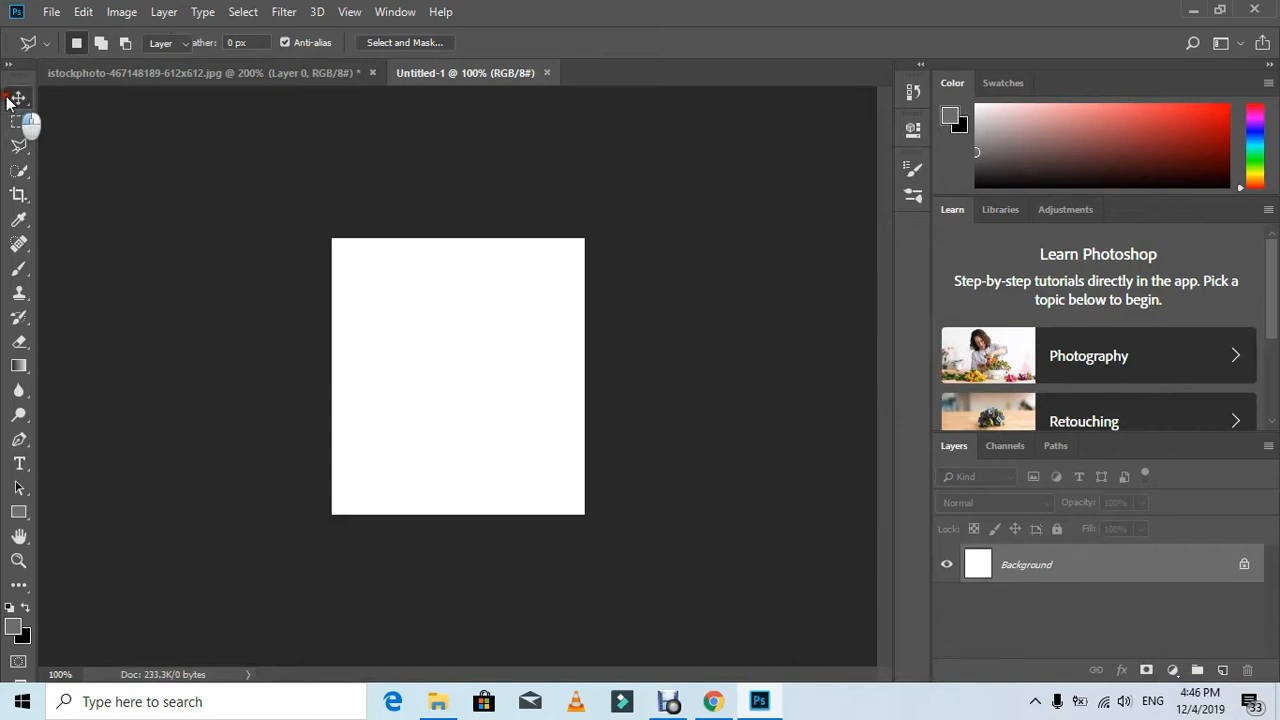 Ps File Edit Image Layer Type Select Filter 3D View Window Help
Layer ather: 0 px Anti-alias Select and Mask...
istockphoto-467148189-612x612.jpg @ 200% (Layer 0, RGB/8#) * × Untitled-1 @ 100% (RGB/8#) ×
Color Swatches
Learn Libraries Adjustments
Learn Photoshop
Step-by-step tutorials directly in the app. Pick a
topic below to begin.
Photography
Retouching
Layers Channels Paths
Kind
Normal Opacity: 100%
Lock: Fill: 100%
Background
100% Doc: 233.3K/0 bytes
Type here to search
Ps
4:46 PM
12/4/2019
33